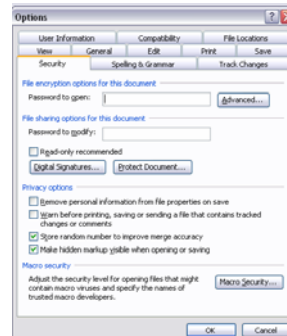 Options
User Information Compatibility File Locations
View General Edit Print Save
Security Spelling & Grammar Track Changes
File encryption options for this document
Password to open: Advanced...
File sharing options for this document
Password to modify:
Read-only recommended
Digital Signatures... Protect Document...
Privacy options
Remove personal information from file properties on save
Warn before printing, saving or sending a file that contains tracked
changes or comments
Store random number to improve merge accuracy
Make hidden markup visible when opening or saving
Macro security
Adjust the security level for opening files that might
contain macro viruses and specify the names of
trusted macro developers.
Macro Security...
OK Cancel